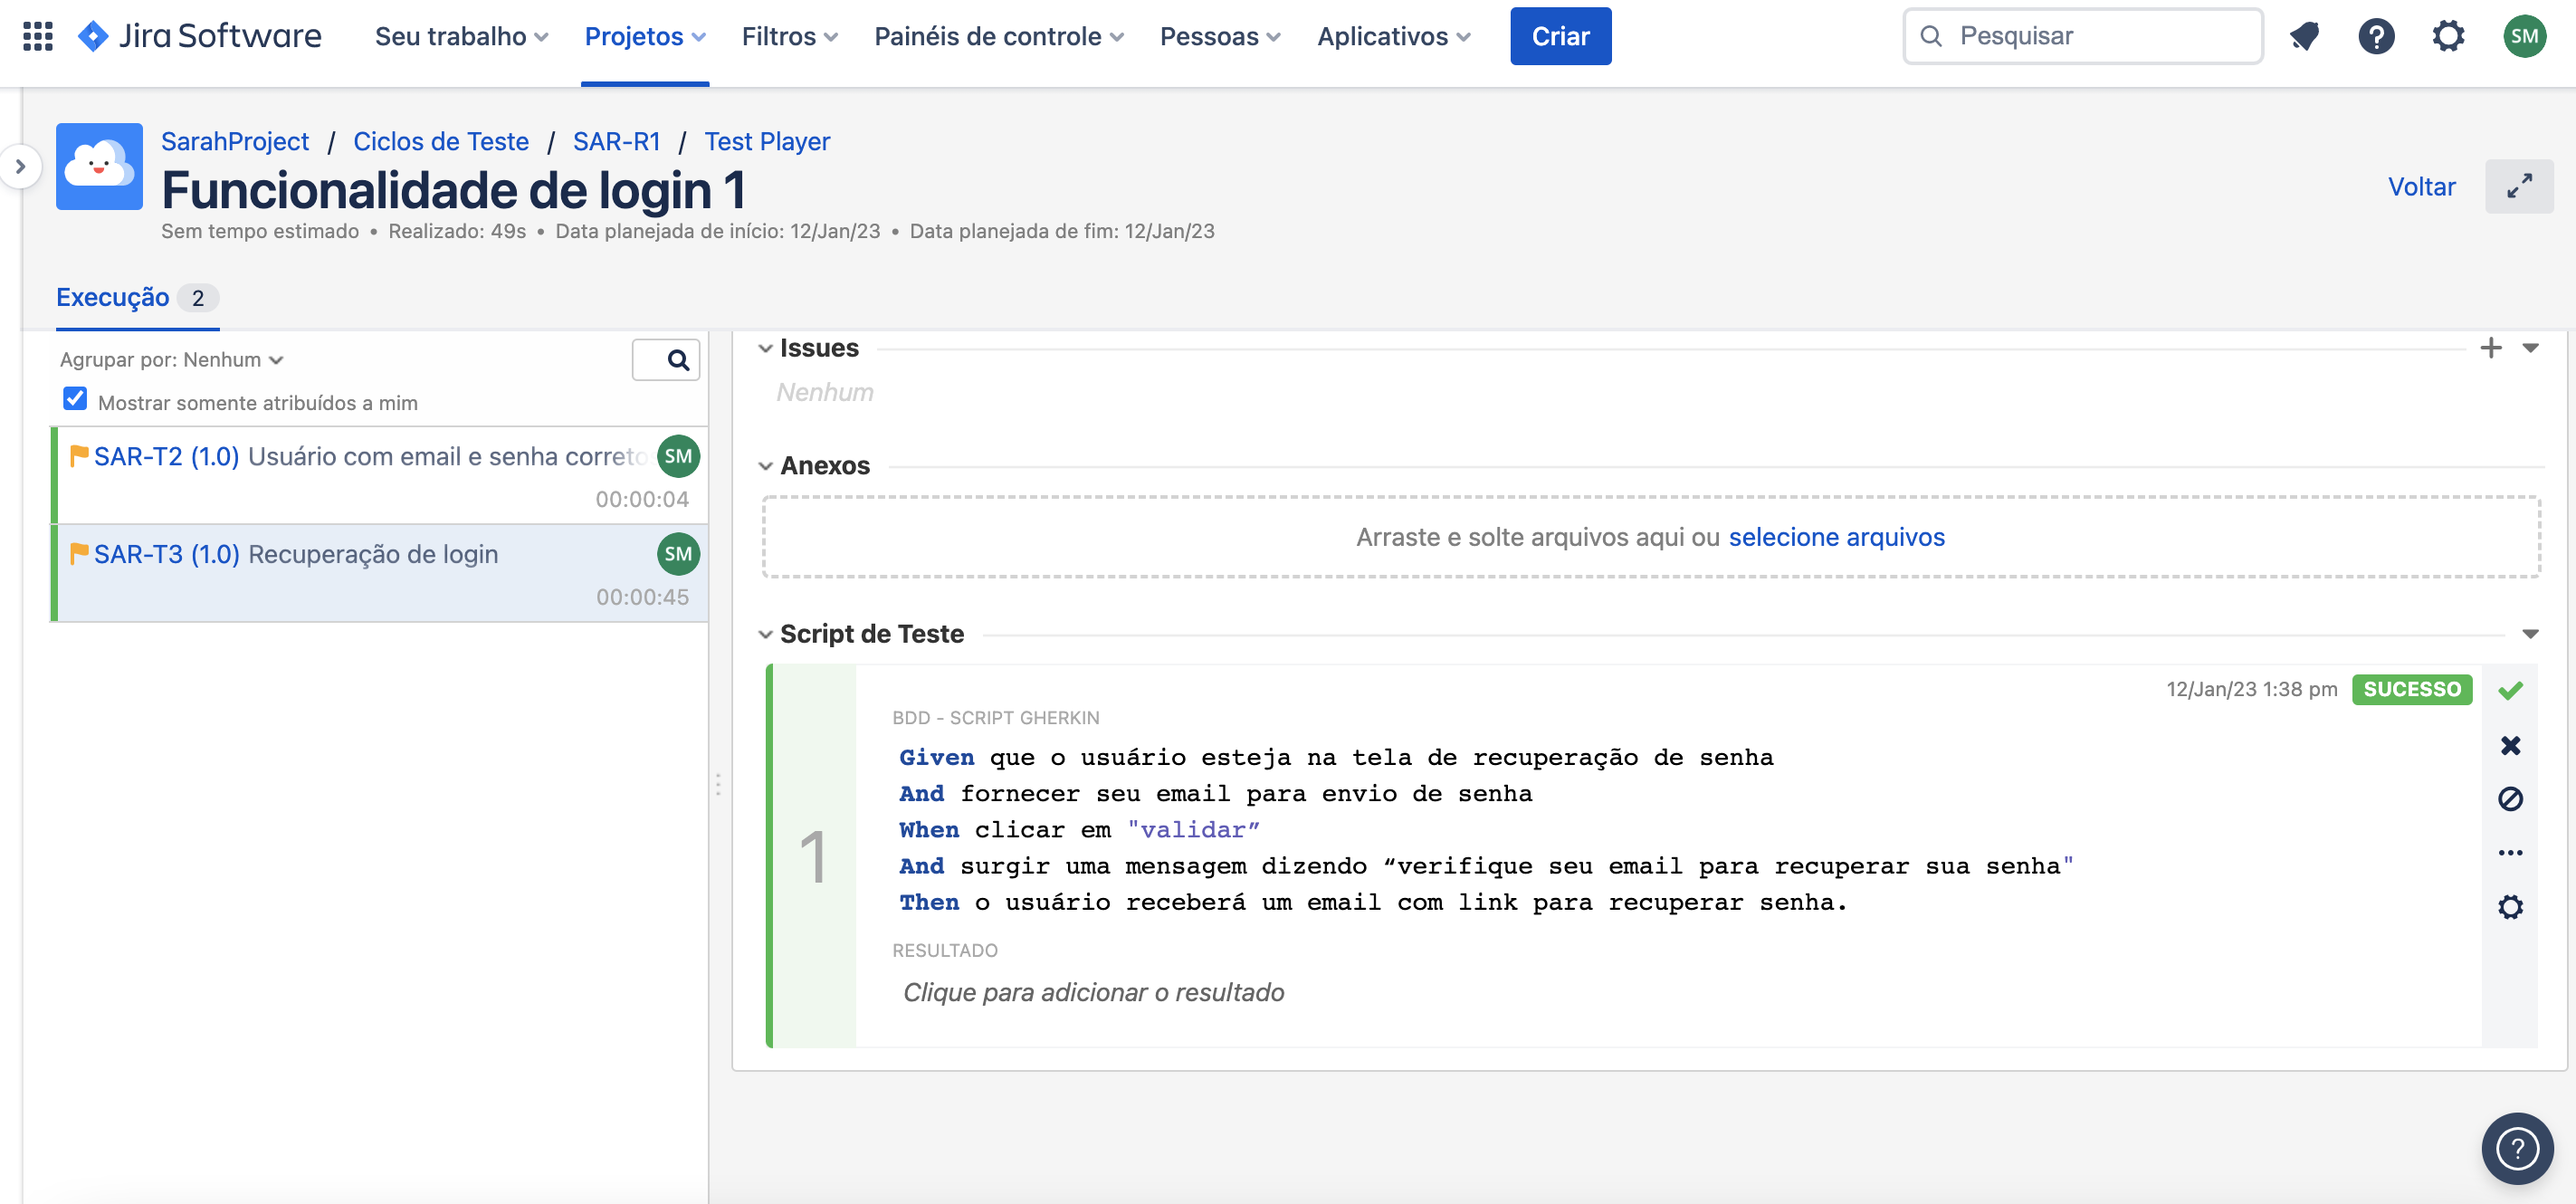 Jira Software Seu trabalho Projetos Filtros Painéis de controle Pessoas Aplicativos Criar Pesquisar SM
SarahProject / Ciclos de Teste / SAR-R1 / Test Player
Funcionalidade de login 1
Voltar
Sem tempo estimado • Realizado: 49s • Data planejada de início: 12/Jan/23 • Data planejada de fim: 12/Jan/23
Execução 2
Agrupar por: Nenhum
Mostrar somente atribuídos a mim
SAR-T2 (1.0) Usuário com email e senha correto SM
00:00:04
SAR-T3 (1.0) Recuperação de login SM
00:00:45
Issues
Nenhum
Anexos
Arraste e solte arquivos aqui ou selecione arquivos
Script de Teste
12/Jan/23 1:38 pm SUCESSO
1
BDD - SCRIPT GHERKIN
Given que o usuário esteja na tela de recuperação de senha
And fornecer seu email para envio de senha
When clicar em "validar”
And surgir uma mensagem dizendo “verifique seu email para recuperar sua senha"
Then o usuário receberá um email com link para recuperar senha.
RESULTADO
Clique para adicionar o resultado